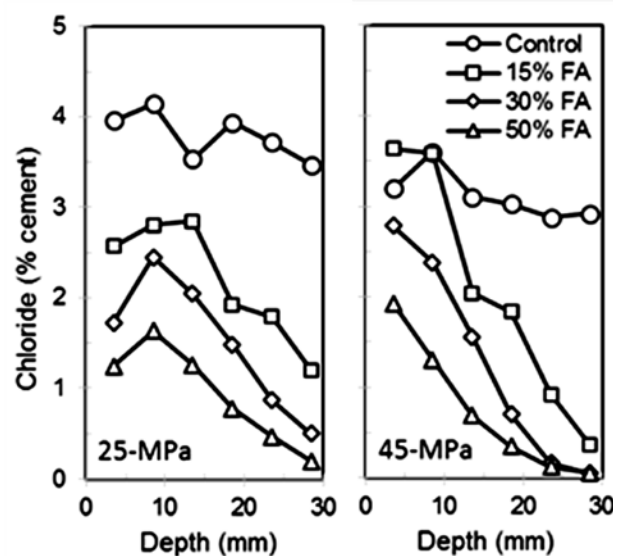 Chloride (% cement)
5
4
3
2
1
0
25-MPa
0 10 20 30
Depth (mm)
Control
15% FA
30% FA
50% FA
45-MPa
0 10 20 30
Depth (mm)